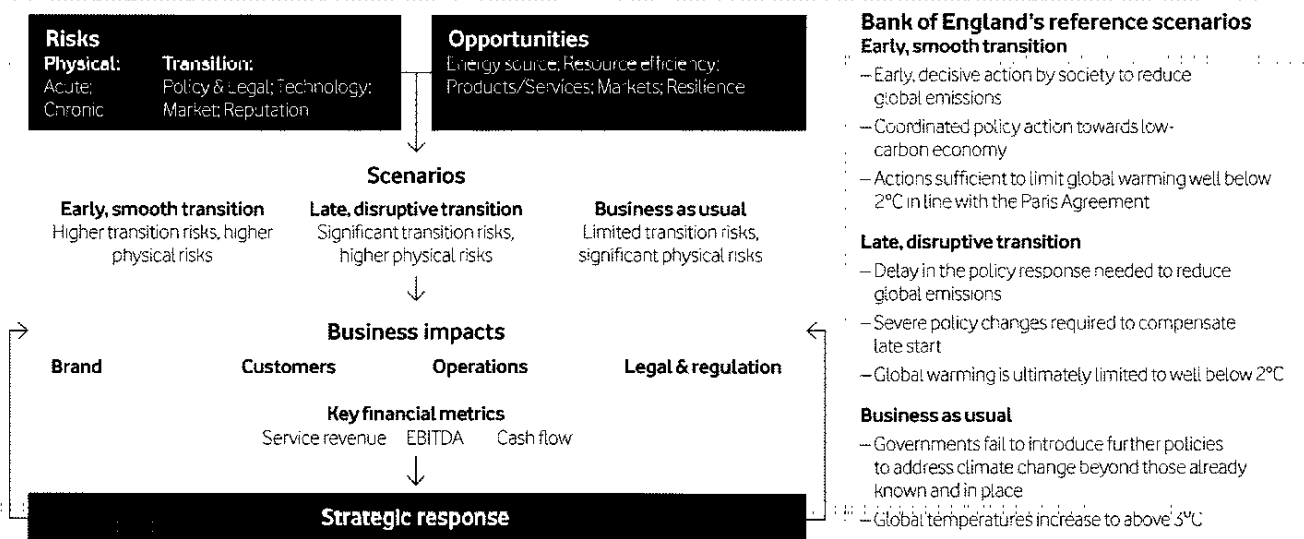 Risks
Physical: Transition:
Acute; Policy & Legal; Technology;
Chronic Market; Reputation
Opportunities
Energy source; Resource efficiency;
Products/Services; Markets; Resilience
Scenarios
Early, smooth transition
Higher transition risks, higher
physical risks
Late, disruptive transition
Significant transition risks,
higher physical risks
Business as usual
Limited transition risks,
significant physical risks
Business impacts
Brand Customers Operations Legal & regulation
Key financial metrics
Service revenue EBITDA Cash flow
Strategic response
Bank of England's reference scenarios
Early, smooth transition
– Early, decisive action by society to reduce
global emissions
– Coordinated policy action towards low-
carbon economy
– Actions sufficient to limit global warming well below
2°C in line with the Paris Agreement
Late, disruptive transition
– Delay in the policy response needed to reduce
global emissions
– Severe policy changes required to compensate
late start
– Global warming is ultimately limited to well below 2°C
Business as usual
– Governments fail to introduce further policies
to address climate change beyond those already
known and in place
– Global temperatures increase to above 3°C